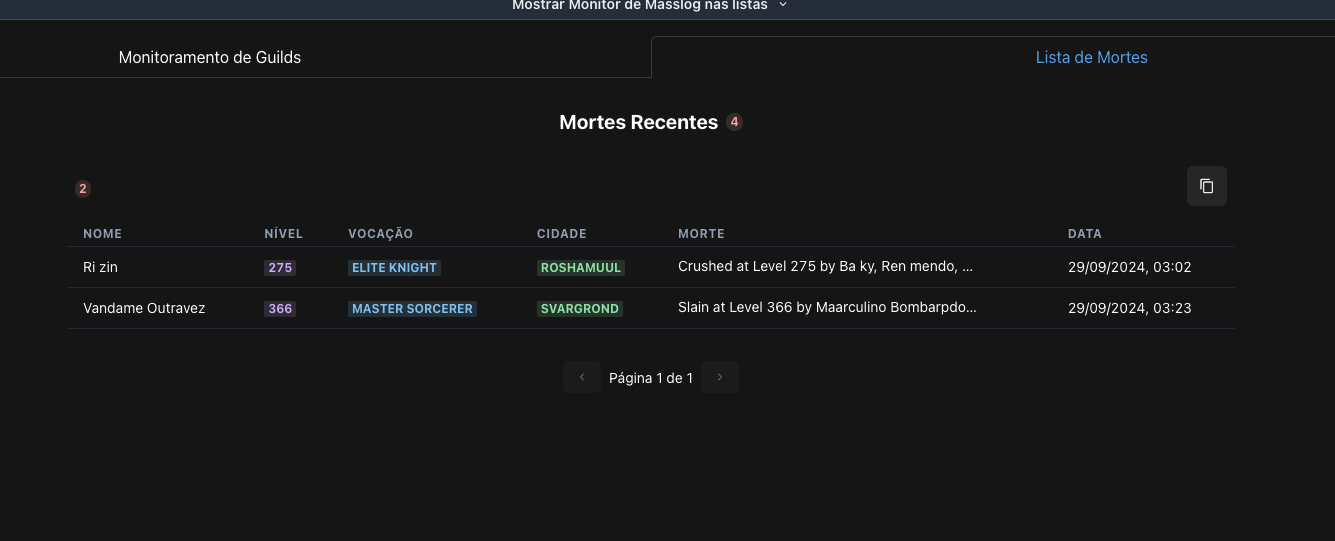 Mostrar Monitor de Masslog nas listas
Monitoramento de Guilds Lista de Mortes
Mortes Recentes 4
2
NOME NÍVEL VOCAÇÃO CIDADE MORTE DATA
Ri zin 275 ELITE KNIGHT ROSHAMUUL Crushed at Level 275 by Ba ky, Ren mendo, ... 29/09/2024, 03:02
Vandame Outravez 366 MASTER SORCERER SVARGROND Slain at Level 366 by Maarculino Bombarpdo... 29/09/2024, 03:23
Página 1 de 1